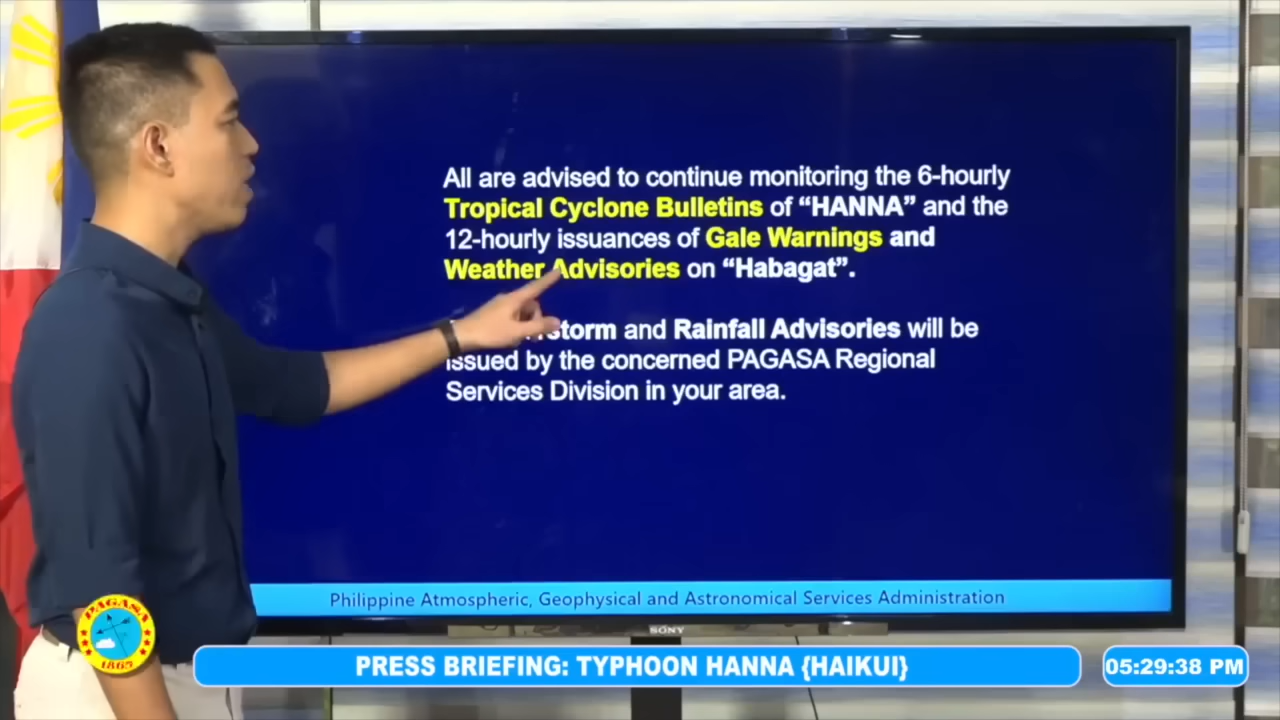 All are advised to continue monitoring the 6-hourly
Tropical Cyclone Bulletins of “HANNA” and the
12-hourly issuances of Gale Warnings and
Weather Advisories on “Habagat”.
and Rainfall Advisories will be
issued by the concerned PAGASA Regional
Services Division in your area.
Philippine Atmospheric, Geophysical and Astronomical Services Administration
SONY
PAGASA
1865
PRESS BRIEFING: TYPHOON HANNA {HAIKUI}
05:29:38 PM